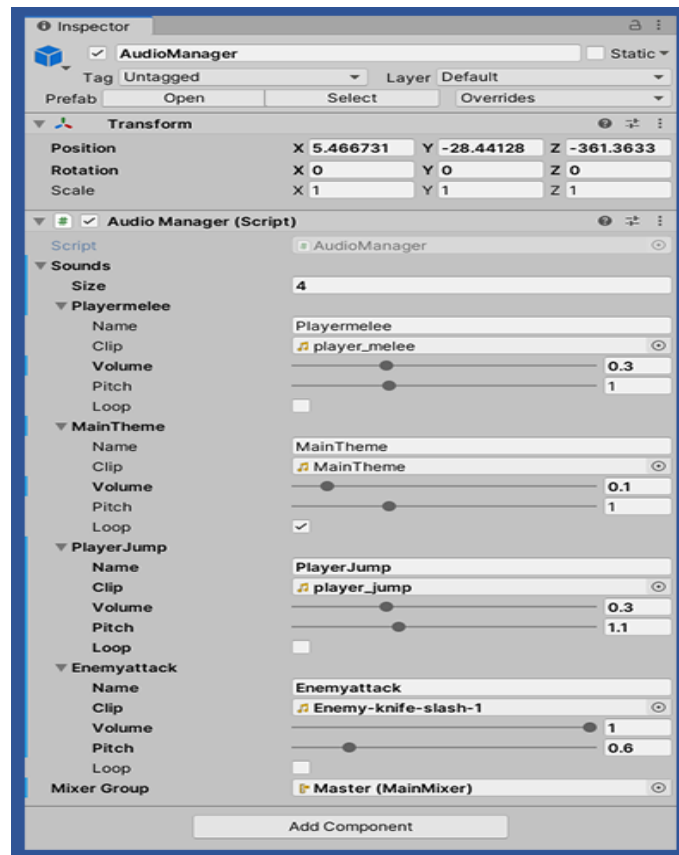 Inspector
AudioManager Static
Tag Untagged Layer Default
Prefab Open Select Overrides
Transform
Position X 5.466731 Y -28.44128 Z -361.3633
Rotation X 0 Y 0 Z 0
Scale X 1 Y 1 Z 1
# Audio Manager (Script)
Script # AudioManager
Sounds
Size 4
Playermelee
Name Playermelee
Clip player_melee
Volume 0.3
Pitch 1
Loop
MainTheme
Name MainTheme
Clip MainTheme
Volume 0.1
Pitch 1
Loop
PlayerJump
Name PlayerJump
Clip player_jump
Volume 0.3
Pitch 1.1
Loop
Enemyattack
Name Enemyattack
Clip Enemy-knife-slash-1
Volume 1
Pitch 0.6
Loop
Mixer Group Master (MainMixer)
Add Component